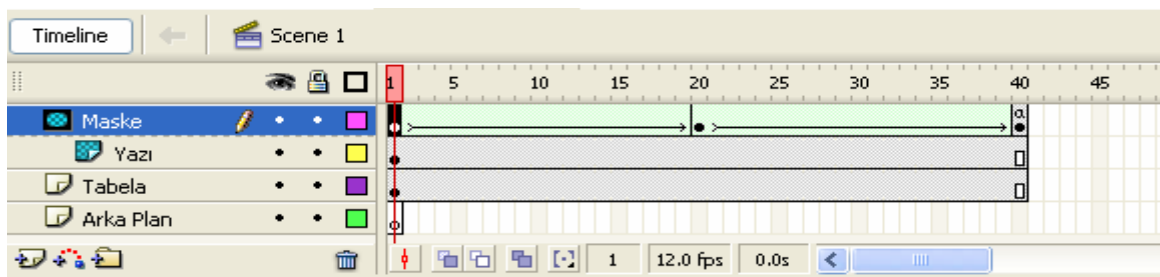 Timeline Scene 1
1 5 10 15 20 25 30 35 40 45
Maske a
Yazı
Tabela
Arka Plan
1 12.0 fps 0.0s